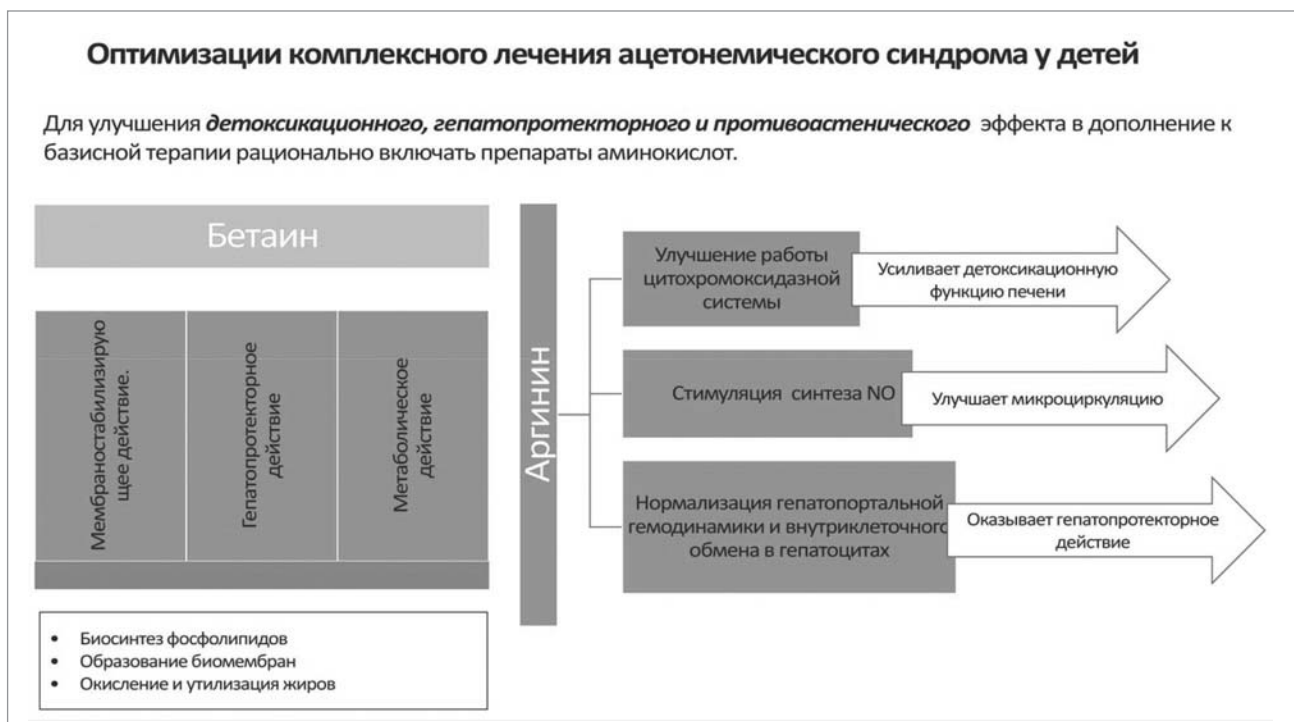 Оптимизации комплексного лечения ацетонемического синдрома у детей
Для улучшения детоксикационного, гепатопротекторного и противоастенического эффекта в дополнение к
базисной терапии рационально включать препараты аминокислот.
Бетаин
Мембраностабилизирую
щее действие.
Гепатопротекторное
действие
Метаболическое
действие
• Биосинтез фосфолипидов
• Образование биомембран
• Окисление и утилизация жиров
Аргинин
Улучшение работы
цитохромоксидазной
системы
Усиливает детоксикационную
функцию печени
Стимуляция синтеза NO
Улучшает микроциркуляцию
Нормализация гепатопортальной
гемодинамики и внутриклеточного
обмена в гепатоцитах
Оказывает гепатопротекторное
действие